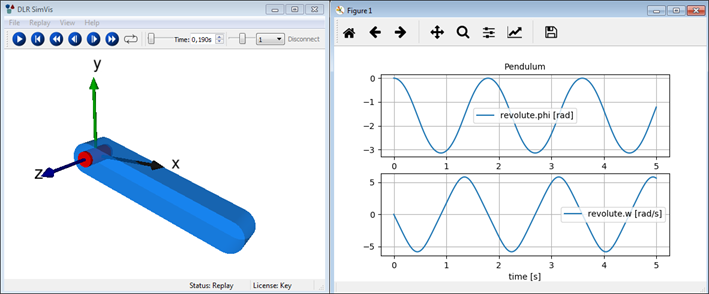 DLR SimVis
File Replay View Help
Time: 0,190s 1 Disconnect
y
x
z
Status: Replay License: Key
Figure 1
Pendulum
0
−1
−2
−3
revolute.phi [rad]
0 1 2 3 4 5
5
0
−5
revolute.w [rad/s]
0 1 2 3 4 5
time [s]